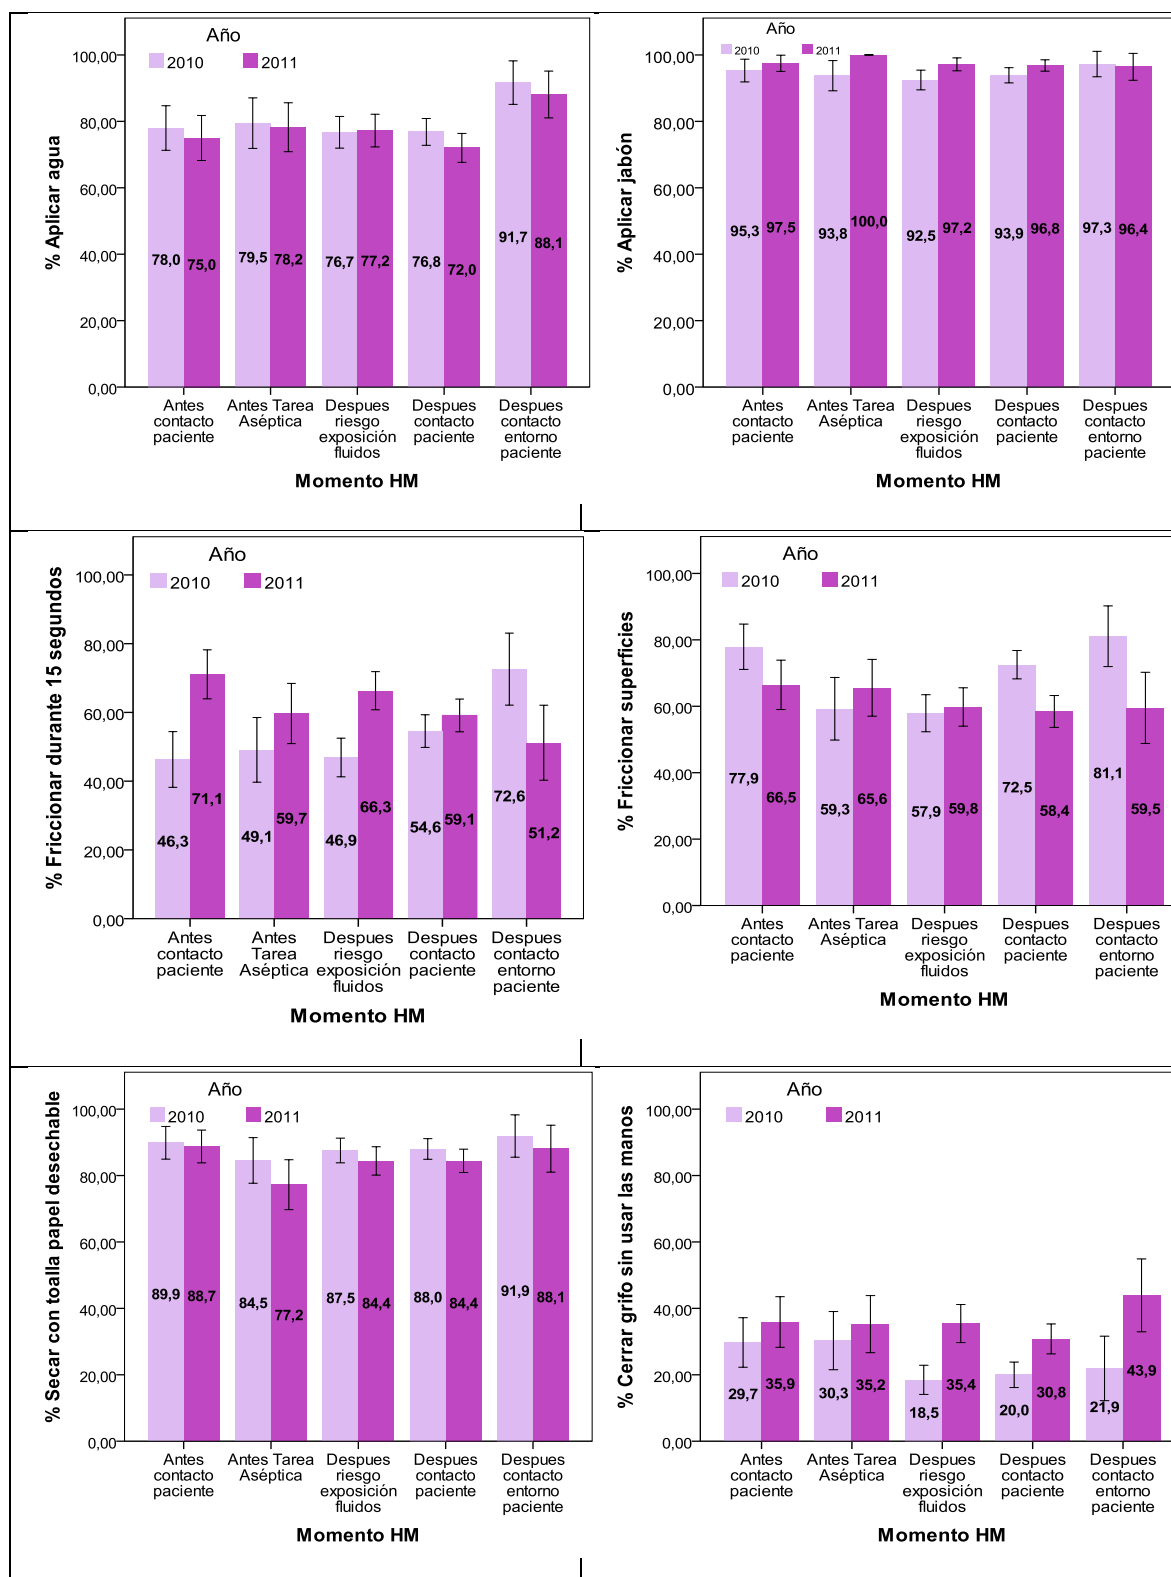 Año
2010 2011
% Aplicar agua
100,00
80,00
60,00
40,00
20,00
0,00
78,0 75,0 79,5 78,2 76,7 77,2 76,8 72,0 91,7 88,1
Antes contacto paciente
Antes Tarea Aséptica
Despues riesgo exposición fluidos
Despues contacto paciente
Despues contacto entorno paciente
Momento HM
Año
2010 2011
% Aplicar jabón
100,00
80,00
60,00
40,00
20,00
0,00
95,3 97,5 93,8 100,0 92,5 97,2 93,9 96,8 97,3 96,4
Antes contacto paciente
Antes Tarea Aséptica
Despues riesgo exposición fluidos
Despues contacto paciente
Despues contacto entorno paciente
Momento HM
Año
2010 2011
% Friccionar durante 15 segundos
100,00
80,00
60,00
40,00
20,00
0,00
46,3 71,1 49,1 59,7 46,9 66,3 54,6 59,1 72,6 51,2
Antes contacto paciente
Antes Tarea Aséptica
Despues riesgo exposición fluidos
Despues contacto paciente
Despues contacto entorno paciente
Momento HM
Año
2010 2011
% Friccionar superficies
100,00
80,00
60,00
40,00
20,00
0,00
77,9 66,5 59,3 65,6 57,9 59,8 72,5 58,4 81,1 59,5
Antes contacto paciente
Antes Tarea Aséptica
Despues riesgo exposición fluidos
Despues contacto paciente
Despues contacto entorno paciente
Momento HM
Año
2010 2011
% Secar con toalla papel desechable
100,00
80,00
60,00
40,00
20,00
0,00
89,9 88,7 84,5 77,2 87,5 84,4 88,0 84,4 91,9 88,1
Antes contacto paciente
Antes Tarea Aséptica
Despues riesgo exposición fluidos
Despues contacto paciente
Despues contacto entorno paciente
Momento HM
Año
2010 2011
% Cerrar grifo sin usar las manos
100,00
80,00
60,00
40,00
20,00
0,00
29,7 35,9 30,3 35,2 18,5 35,4 20,0 30,8 21,9 43,9
Antes contacto paciente
Antes Tarea Aséptica
Despues riesgo exposición fluidos
Despues contacto paciente
Despues contacto entorno paciente
Momento HM